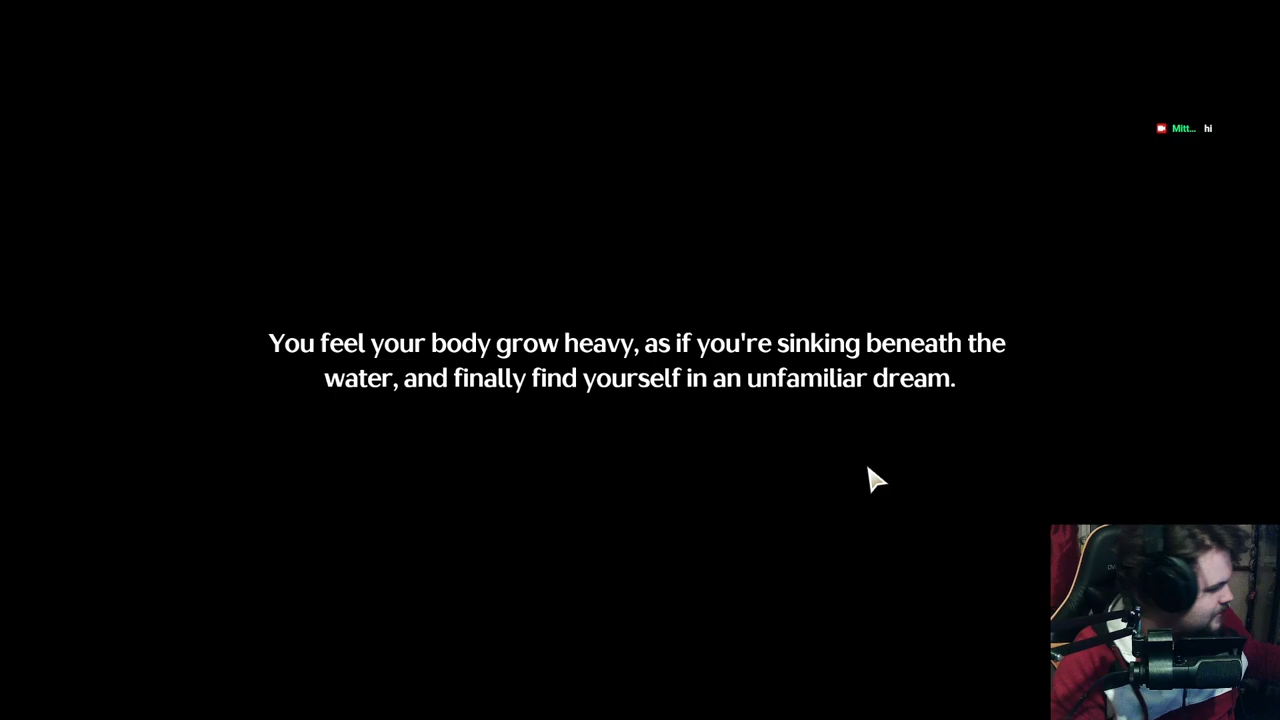 Mitt... hi
You feel your body grow heavy, as if you're sinking beneath the
water, and finally find yourself in an unfamiliar dream.